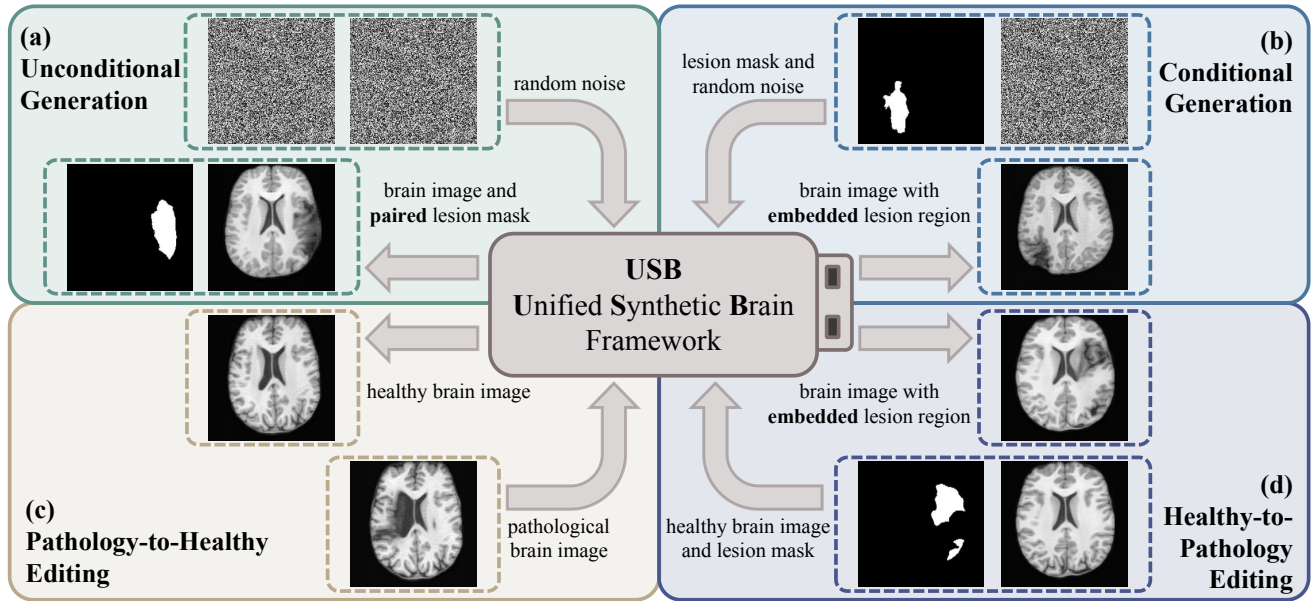 (a)
Unconditional
Generation
random noise
brain image and
paired lesion mask
lesion mask and
random noise
(b)
Conditional
Generation
brain image with
embedded lesion region
USB
Unified Synthetic Brain
Framework
healthy brain image
(c)
Pathology-to-Healthy
Editing
pathological
brain image
brain image with
embedded lesion region
healthy brain image
and lesion mask
(d)
Healthy-to-
Pathology
Editing